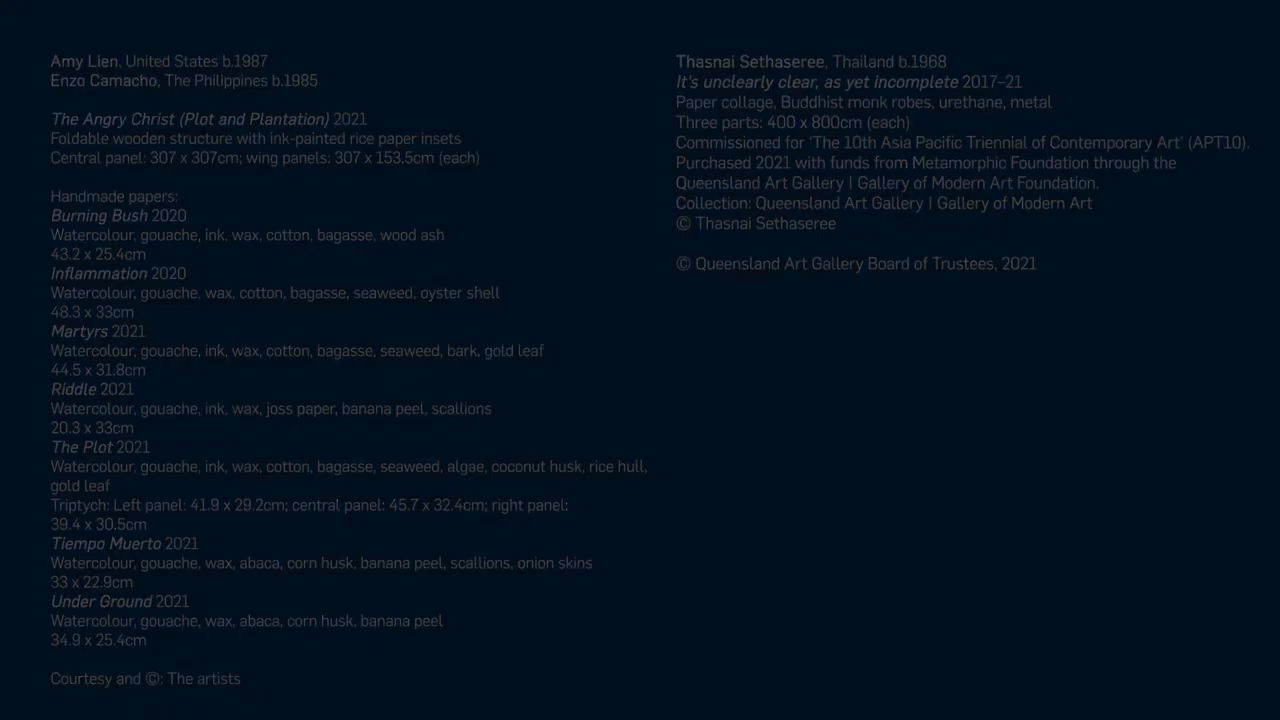 Amy Lien, United States b.1987
Enzo Camacho, The Philippines b.1985
The Angry Christ (Plot and Plantation) 2021
Foldable wooden structure with ink-painted rice paper insets
Central panel: 307 x 307cm; wing panels: 307 x 153.5cm (each)
Handmade papers:
Burning Bush 2020
Watercolour, gouache, ink, wax, cotton, bagasse, wood ash
43.2 x 25.4cm
Inflammation 2020
Watercolour, gouache, wax, cotton, bagasse, seaweed, oyster shell
48.3 x 33cm
Martyrs 2021
Watercolour, gouache, ink, wax, cotton, bagasse, seaweed, bark, gold leaf
44.5 x 31.8cm
Riddle 2021
Watercolour, gouache, ink, wax, joss paper, banana peel, scallions
20.3 x 33cm
The Plot 2021
Watercolour, gouache, ink, wax, cotton, bagasse, seaweed, algae, coconut husk, rice hull,
gold leaf
Triptych: Left panel: 41.9 x 29.2cm; central panel: 45.7 x 32.4cm; right panel:
39.4 x 30.5cm
Tiempo Muerto 2021
Watercolour, gouache, wax, abaca, corn husk, banana peel, scallions, onion skins
33 x 22.9cm
Under Ground 2021
Watercolour, gouache, wax, abaca, corn husk, banana peel
34.9 x 25.4cm
Courtesy and ©: The artists
Thasnai Sethaseree, Thailand b.1968
It's unclearly clear, as yet incomplete 2017–21
Paper collage, Buddhist monk robes, urethane, metal
Three parts: 400 x 800cm (each)
Commissioned for 'The 10th Asia Pacific Triennial of Contemporary Art' (APT10).
Purchased 2021 with funds from Metamorphic Foundation through the
Queensland Art Gallery | Gallery of Modern Art Foundation.
Collection: Queensland Art Gallery | Gallery of Modern Art
© Thasnai Sethaseree
© Queensland Art Gallery Board of Trustees, 2021